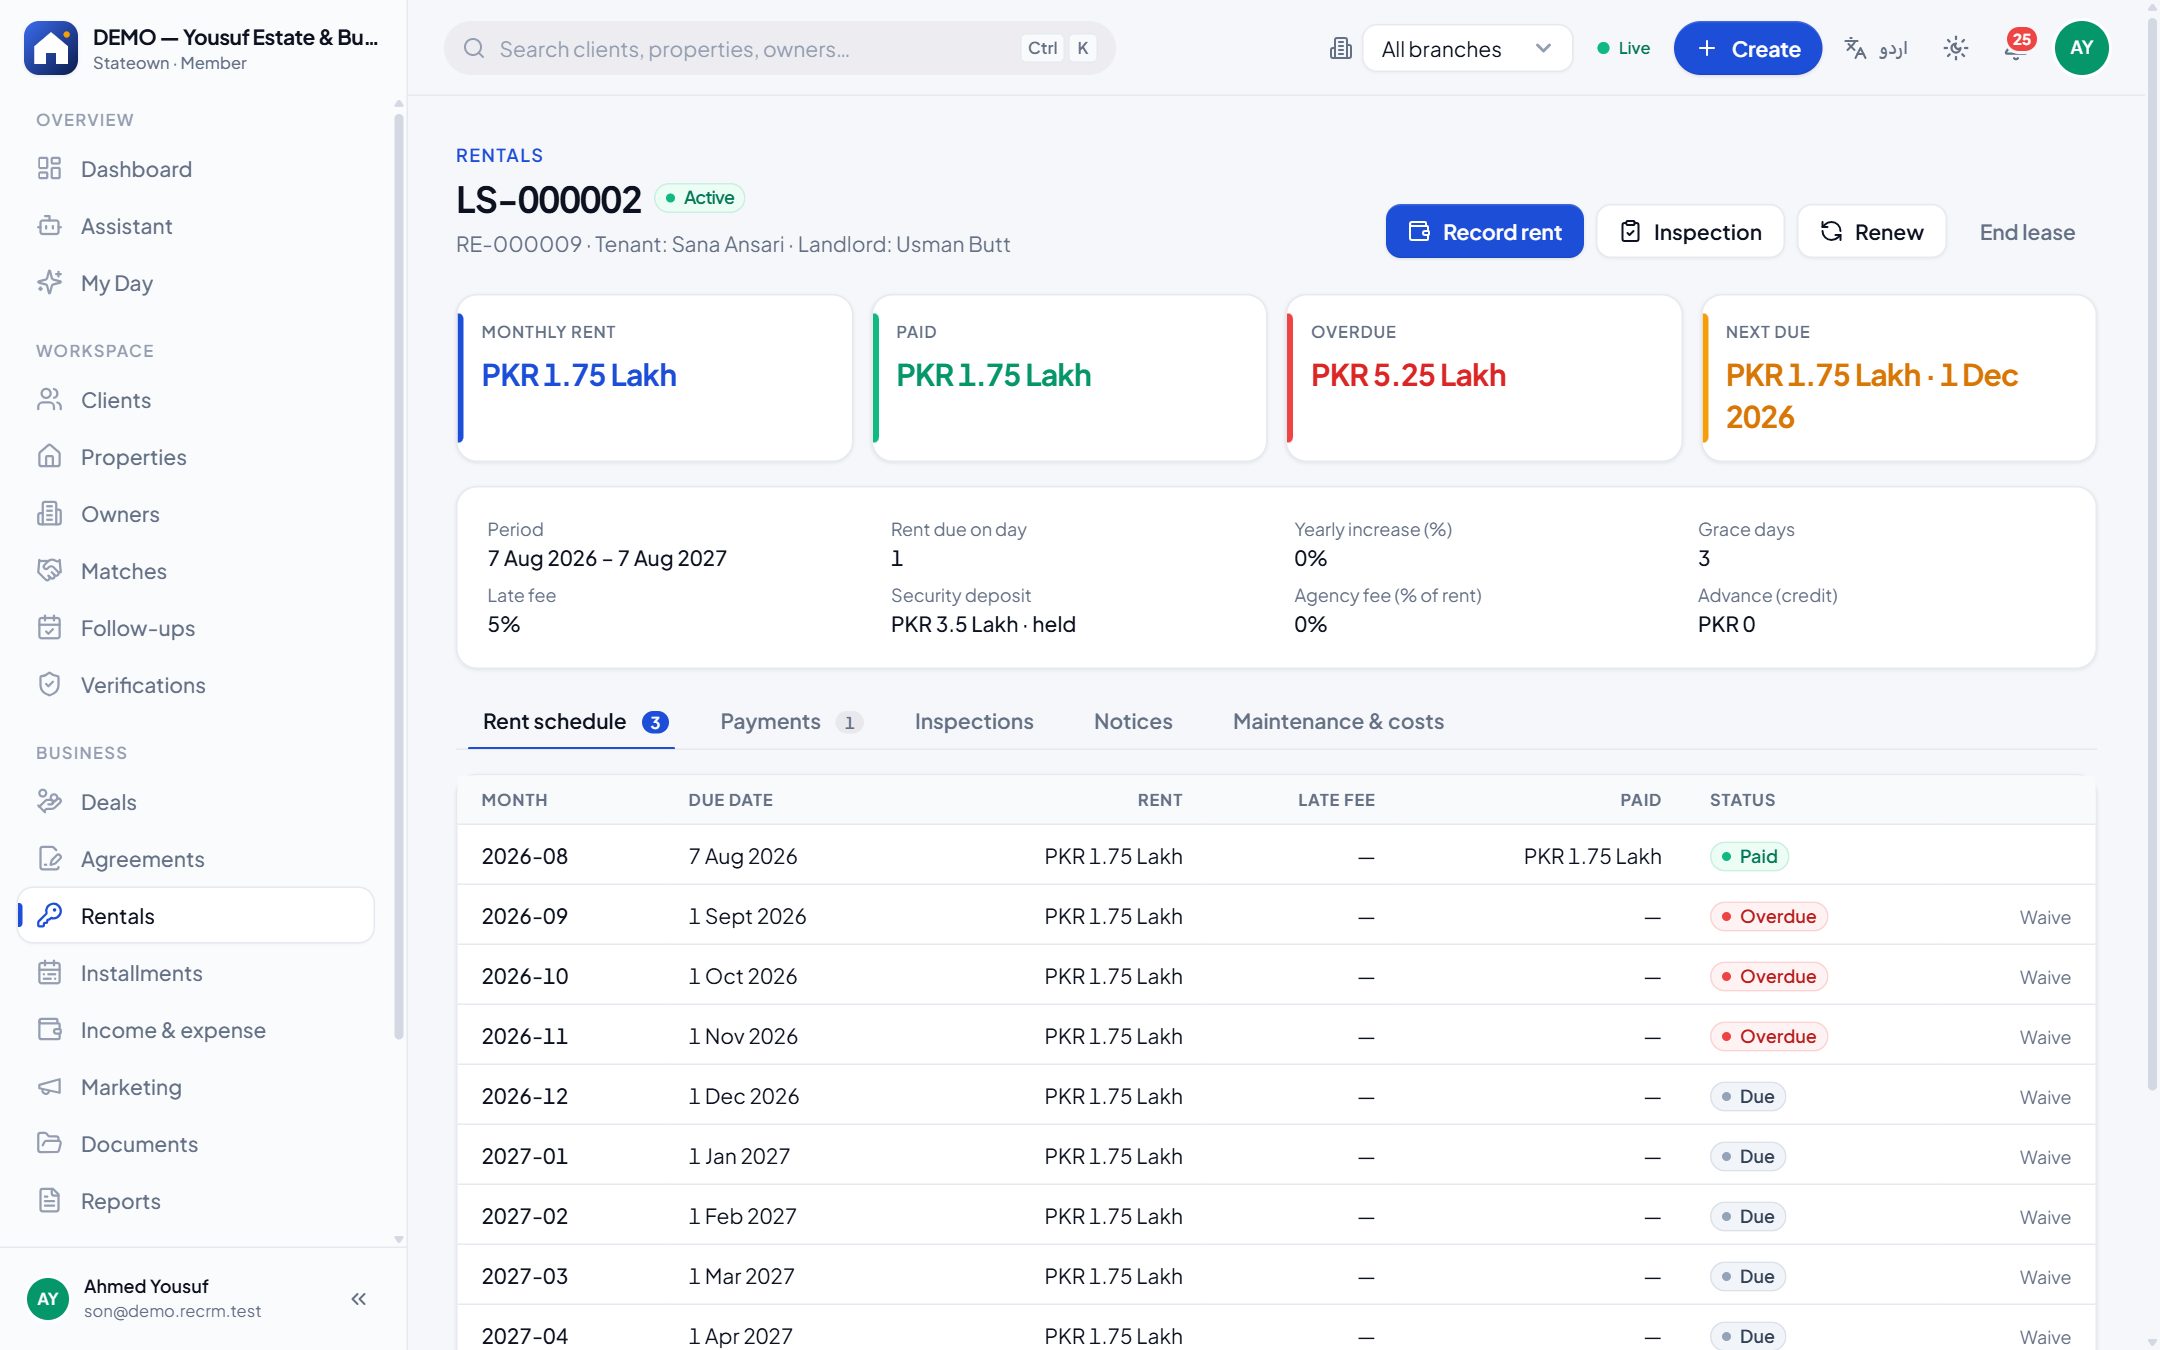 DEMO — Yousuf Estate & Bu...
Stateown · Member
Search clients, properties, owners...
Ctrl K
All branches
Live
+ Create
اردو
25
AY
OVERVIEW
Dashboard
Assistant
My Day
WORKSPACE
Clients
Properties
Owners
Matches
Follow-ups
Verifications
BUSINESS
Deals
Agreements
Rentals
Installments
Income & expense
Marketing
Documents
Reports
AY
Ahmed Yousuf
son@demo.recrm.test
RENTALS
LS-000002 Active
RE-000009 · Tenant: Sana Ansari · Landlord: Usman Butt
Record rent
Inspection
Renew
End lease
MONTHLY RENT
PKR 1.75 Lakh
PAID
PKR 1.75 Lakh
OVERDUE
PKR 5.25 Lakh
NEXT DUE
PKR 1.75 Lakh · 1 Dec
2026
Period
7 Aug 2026 – 7 Aug 2027
Rent due on day
1
Yearly increase (%)
0%
Grace days
3
Late fee
5%
Security deposit
PKR 3.5 Lakh · held
Agency fee (% of rent)
0%
Advance (credit)
PKR 0
Rent schedule 3 Payments 1 Inspections Notices Maintenance & costs
MONTH DUE DATE RENT LATE FEE PAID STATUS
2026-08 7 Aug 2026 PKR 1.75 Lakh — PKR 1.75 Lakh Paid
2026-09 1 Sept 2026 PKR 1.75 Lakh — — Overdue Waive
2026-10 1 Oct 2026 PKR 1.75 Lakh — — Overdue Waive
2026-11 1 Nov 2026 PKR 1.75 Lakh — — Overdue Waive
2026-12 1 Dec 2026 PKR 1.75 Lakh — — Due Waive
2027-01 1 Jan 2027 PKR 1.75 Lakh — — Due Waive
2027-02 1 Feb 2027 PKR 1.75 Lakh — — Due Waive
2027-03 1 Mar 2027 PKR 1.75 Lakh — — Due Waive
2027-04 1 Apr 2027 PKR 1.75 Lakh — — Due Waive